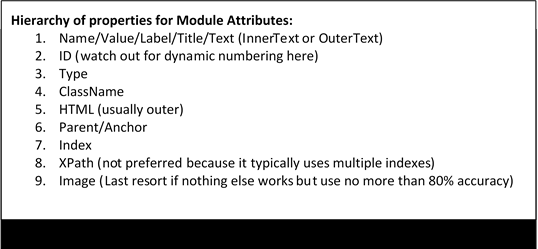 Hierarchy of properties for Module Attributes:
1. Name/Value/Label/Title/Text (InnerText or OuterText)
2. ID (watch out for dynamic numbering here)
3. Type
4. ClassName
5. HTML (usually outer)
6. Parent/Anchor
7. Index
8. XPath (not preferred because it typically uses multiple indexes)
9. Image (Last resort if nothing else works but use no more than 80% accuracy)